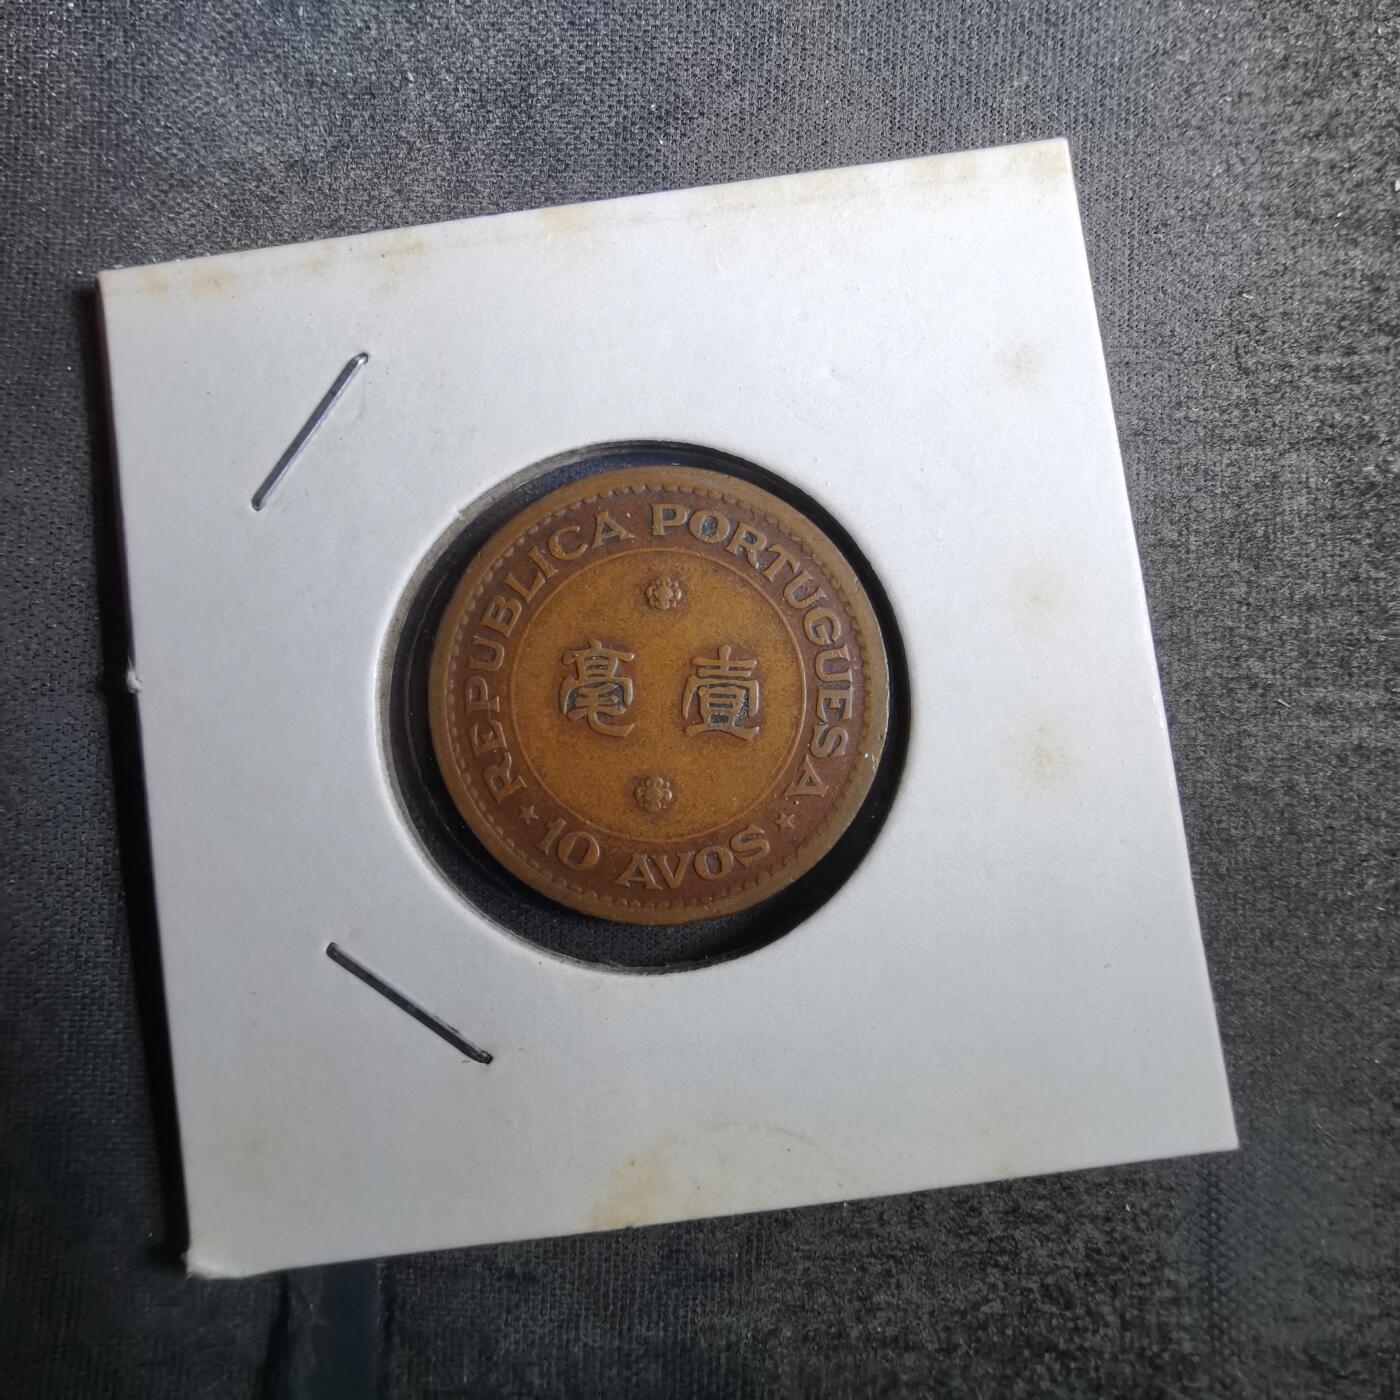 REPUBLICA PORTUGUESA
毫壹
★ 10 AVOS ★